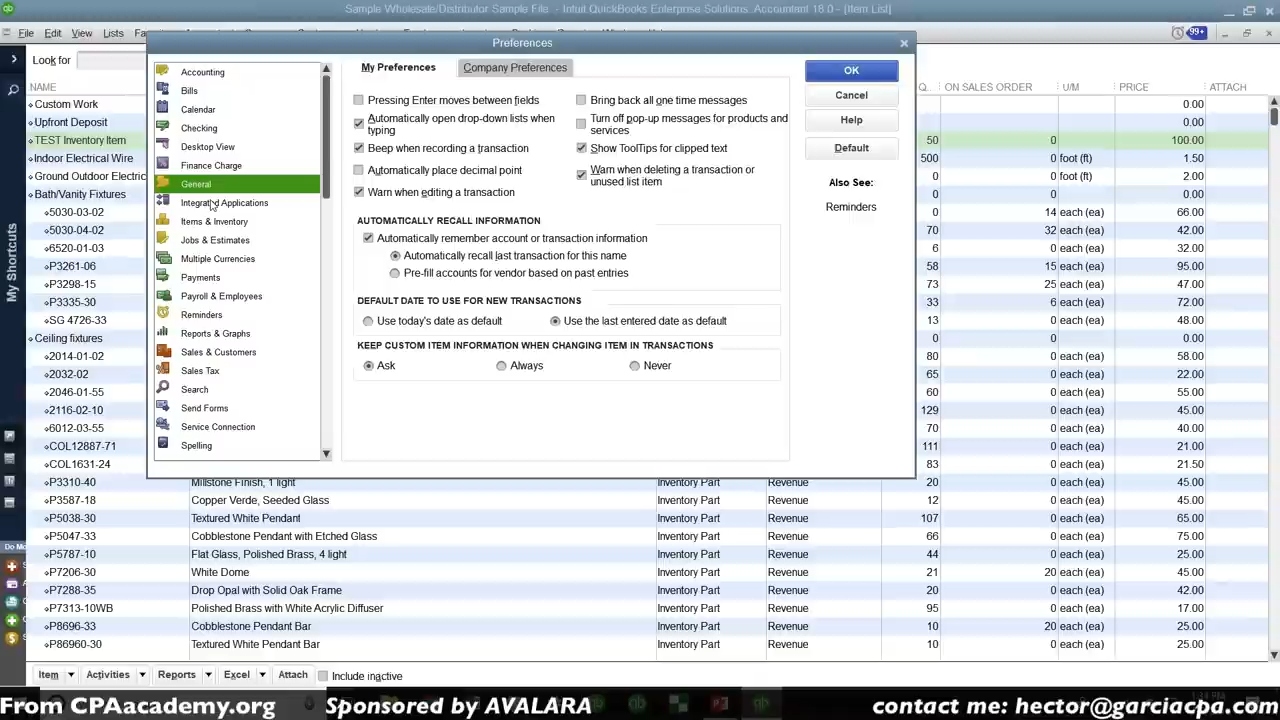 Sample Wholesale/Distributor Sample File - Intuit QuickBooks Enterprise Solutions Accountant 18.0 - [Item List]
File Edit View Lists
99+
Look for
NAME Q... ON SALES ORDER U/M PRICE ATTACH
My Shortcuts
Preferences
Accounting
Bills
Calendar
Checking
Desktop View
Finance Charge
General
Integrated Applications
Items & Inventory
Jobs & Estimates
Multiple Currencies
Payments
Payroll & Employees
Reminders
Reports & Graphs
Sales & Customers
Sales Tax
Search
Send Forms
Service Connection
Spelling
My Preferences Company Preferences
Pressing Enter moves between fields
Automatically open drop-down lists when
typing
Beep when recording a transaction
Automatically place decimal point
Warn when editing a transaction
Bring back all one time messages
Turn off pop-up messages for products and
services
Show ToolTips for clipped text
Warn when deleting a transaction or
unused list item
AUTOMATICALLY RECALL INFORMATION
Automatically remember account or transaction information
Automatically recall last transaction for this name
Pre-fill accounts for vendor based on past entries
DEFAULT DATE TO USE FOR NEW TRANSACTIONS
Use today's date as default Use the last entered date as default
KEEP CUSTOM ITEM INFORMATION WHEN CHANGING ITEM IN TRANSACTIONS
Ask Always Never
OK
Cancel
Help
Default
Also See:
Reminders
Custom Work 0.00
Upfront Deposit 0.00
TEST Inventory Item 50 0 100.00
Indoor Electrical Wire 500 0 foot (ft) 1.50
Ground Outdoor Electric 0 0 foot (ft) 2.00
Bath/Vanity Fixtures 0 0 each (ea) 0.00
5030-03-02 0 14 each (ea) 66.00
5030-04-02 70 32 each (ea) 42.00
6520-01-03 6 0 each (ea) 32.00
P3261-06 58 15 each (ea) 95.00
P3298-15 73 25 each (ea) 47.00
P3335-30 33 6 each (ea) 72.00
SG 4726-33 13 0 each (ea) 48.00
Ceiling fixtures 0 0 each (ea) 0.00
2014-01-02 80 0 each (ea) 58.00
2032-02 65 0 each (ea) 22.00
2046-01-55 60 0 each (ea) 55.00
2116-02-10 129 0 each (ea) 45.00
6012-03-55 70 0 each (ea) 40.00
COL12887-71 111 0 each (ea) 21.00
COL1631-24 83 0 each (ea) 21.50
P3310-40 Millstone Finish, 1 light Inventory Part Revenue 20 0 each (ea) 45.00
P3587-18 Copper Verde, Seeded Glass Inventory Part Revenue 12 0 each (ea) 45.00
P5038-30 Textured White Pendant Inventory Part Revenue 107 0 each (ea) 65.00
P5047-33 Cobblestone Pendant with Etched Glass Inventory Part Revenue 66 0 each (ea) 75.00
P5787-10 Flat Glass, Polished Brass, 4 light Inventory Part Revenue 44 0 each (ea) 25.00
P7206-30 White Dome Inventory Part Revenue 21 20 each (ea) 45.00
P7288-35 Drop Opal with Solid Oak Frame Inventory Part Revenue 20 0 each (ea) 42.00
P7313-10WB Polished Brass with White Acrylic Diffuser Inventory Part Revenue 95 0 each (ea) 17.00
P8696-33 Cobblestone Pendant Bar Inventory Part Revenue 10 20 each (ea) 25.00
P86960-30 Textured White Pendant Bar Inventory Part Revenue 10 0 each (ea) 25.00
Item Activities Reports Excel Attach Include inactive
From CPAacademy.org Sponsored by AVALARA contact me: hector@garciacpa.com